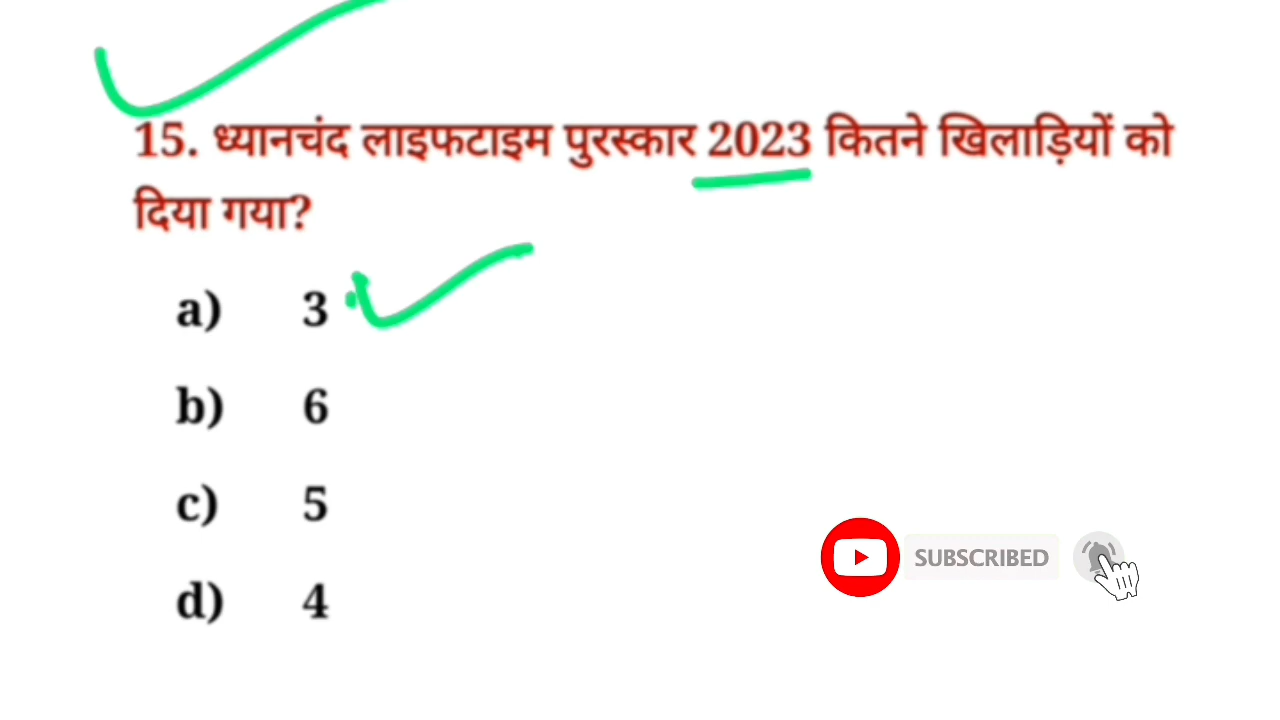 15. ध्यानचंद लाइफटाइम पुरस्कार 2023 कितने खिलाड़ियों को
दिया गया?
a) 3
b) 6
c) 5
d) 4
SUBSCRIBED